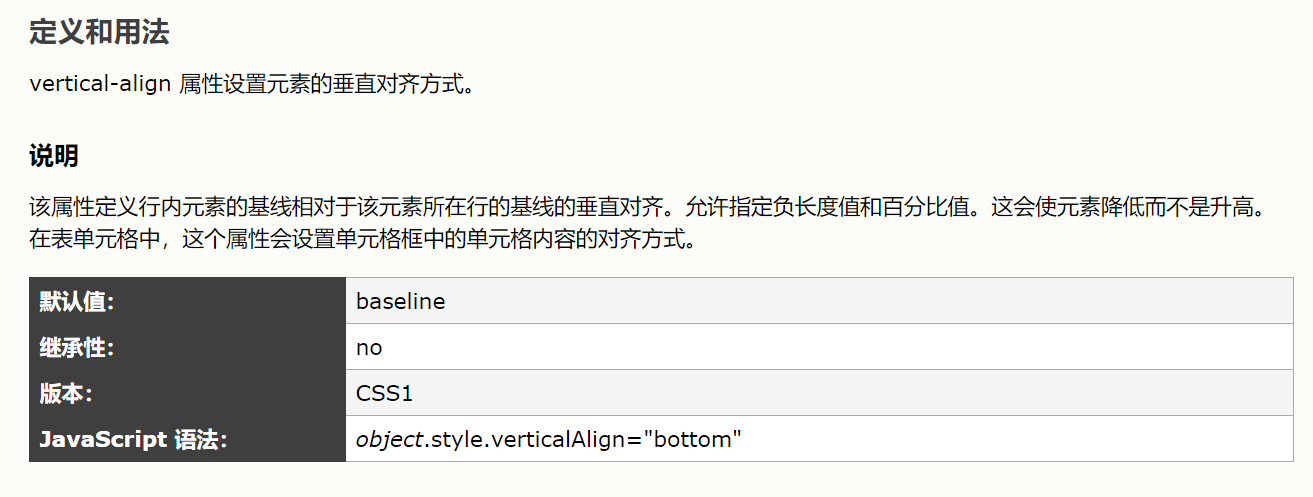 定义和用法
vertical-align 属性设置元素的垂直对齐方式。
说明
该属性定义行内元素的基线相对于该元素所在行的基线的垂直对齐。允许指定负长度值和百分比值。这会使元素降低而不是升高。
在表单元格中，这个属性会设置单元格框中的单元格内容的对齐方式。
默认值： baseline
继承性： no
版本： CSS1
JavaScript 语法： object.style.verticalAlign="bottom"